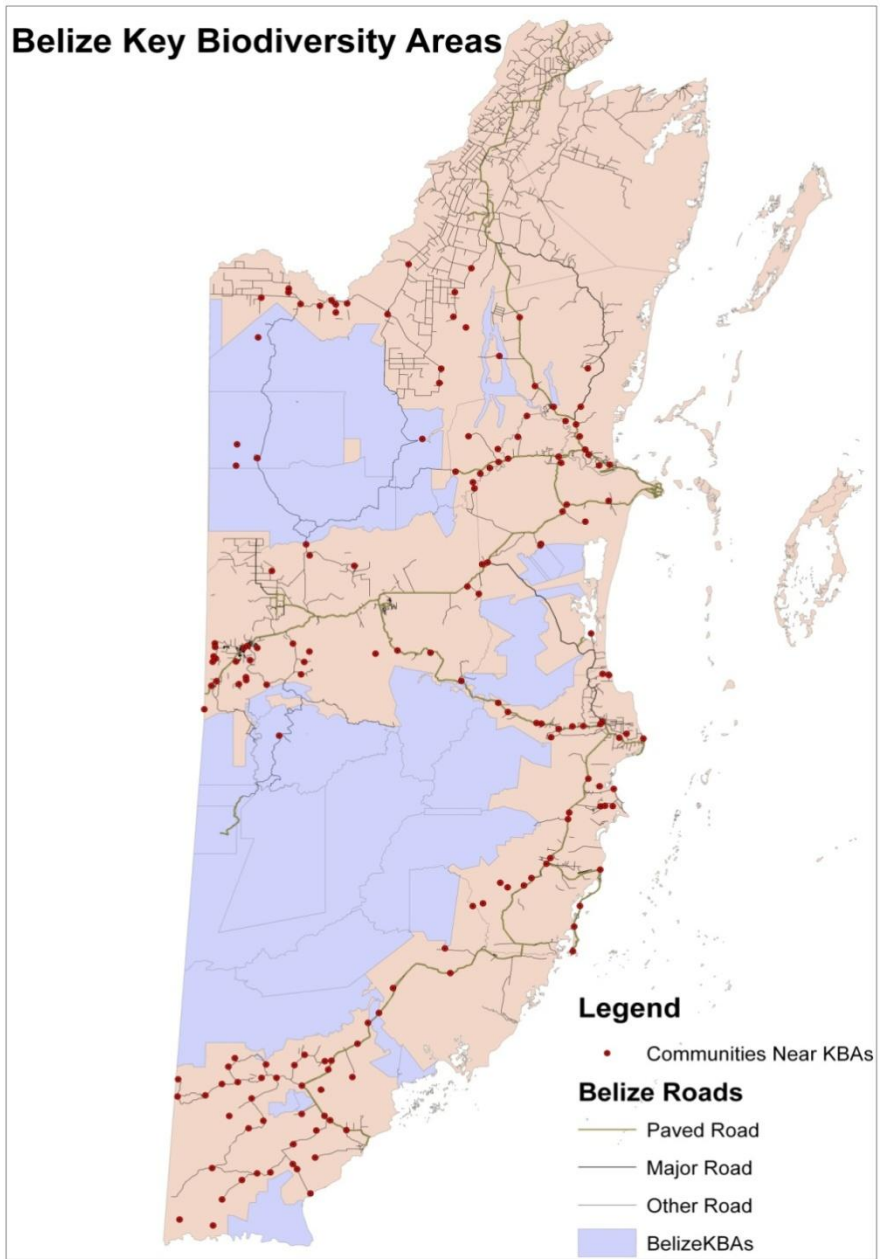 Belize Key Biodiversity Areas
Legend
Communities Near KBAs
Belize Roads
Paved Road
Major Road
Other Road
BelizeKBAs